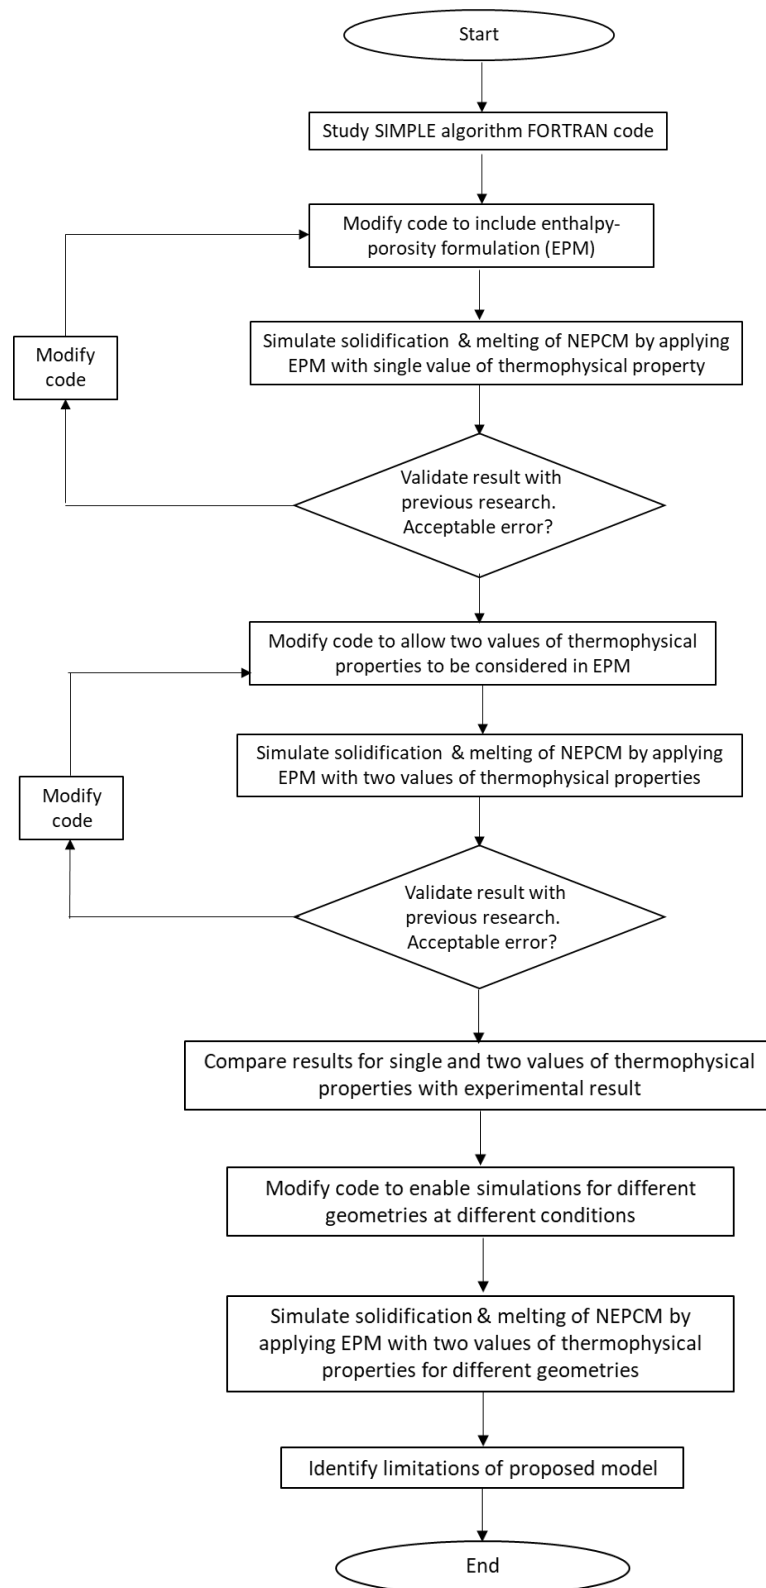 Start
Study SIMPLE algorithm FORTRAN code
Modify code to include enthalpy-
porosity formulation (EPM)
Simulate solidification & melting of NEPCM by applying
EPM with single value of thermophysical property
Modify
code
Validate result with
previous research.
Acceptable error?
Modify code to allow two values of thermophysical
properties to be considered in EPM
Simulate solidification & melting of NEPCM by applying
EPM with two values of thermophysical properties
Modify
code
Validate result with
previous research.
Acceptable error?
Compare results for single and two values of thermophysical
properties with experimental result
Modify code to enable simulations for different
geometries at different conditions
Simulate solidification & melting of NEPCM by
applying EPM with two values of thermophysical
properties for different geometries
Identify limitations of proposed model
End